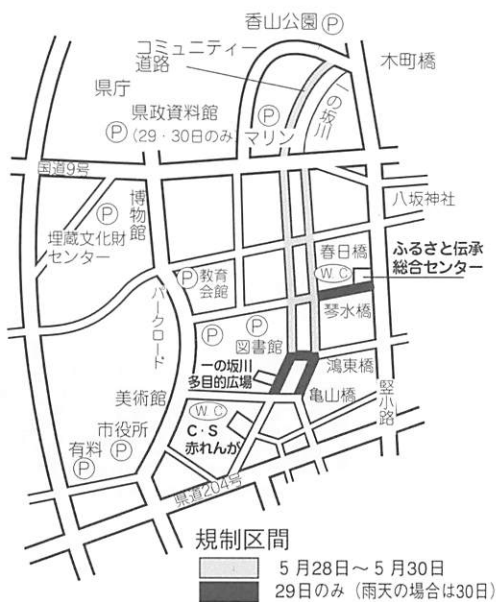 香山公園 Ⓟ
コミュニティー
道路
木町橋
県庁
一の坂川
県政資料館
Ⓟ (29・30日のみ)
Ⓟ
マリン
国道9号
八坂神社
博物館
Ⓟ
埋蔵文化財
センター
春日橋
ふるさと伝承
総合センター
WC
Ⓟ 教育
会館
パークロード
琴水橋
Ⓟ Ⓟ
図書館
鴻東橋
一の坂川
多目的広場
亀山橋
竪小路
美術館
WC
C・S
赤れんが
市役所
有料 Ⓟ
Ⓟ
県道204号
規制区間
5月28日～5月30日
29日のみ (雨天の場合は30日)